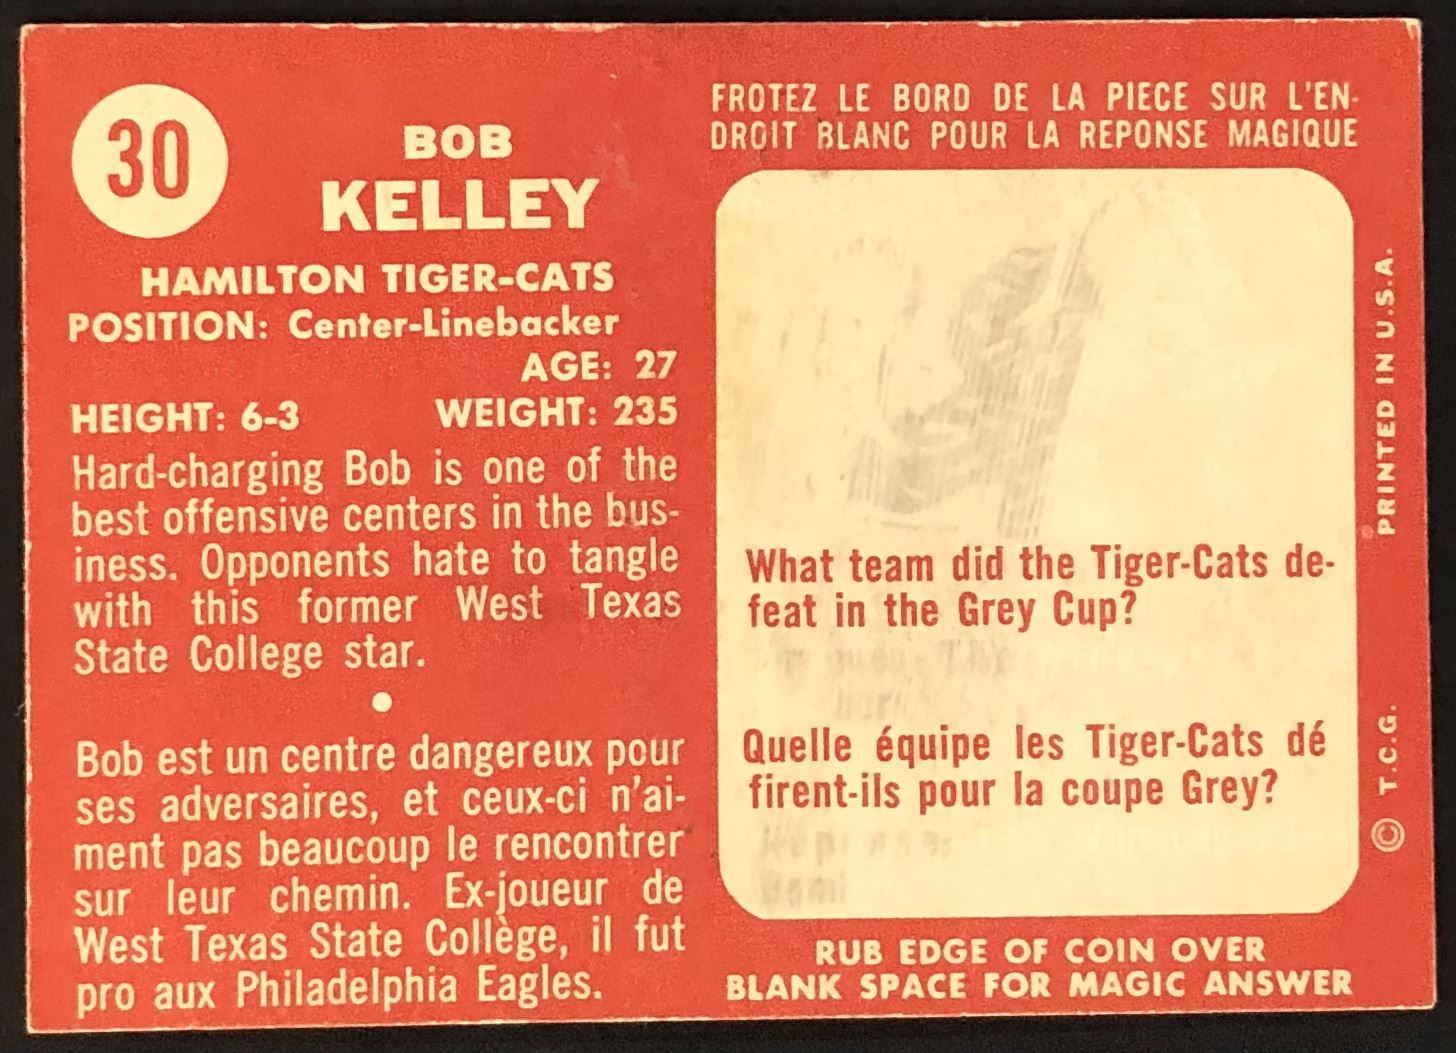 30
BOB
KELLEY
HAMILTON TIGER-CATS
POSITION: Center-Linebacker
AGE: 27
HEIGHT: 6-3 WEIGHT: 235
Hard-charging Bob is one of the
best offensive centers in the bus-
iness. Opponents hate to tangle
with this former West Texas
State College star.
Bob est un centre dangereux pour
ses adversaires, et ceux-ci n'ai-
ment pas beaucoup le rencontrer
sur leur chemin. Ex-joueur de
West Texas State Collège, il fut
pro aux Philadelphia Eagles.
FROTEZ LE BORD DE LA PIECE SUR L'EN-
DROIT BLANC POUR LA REPONSE MAGIQUE
What team did the Tiger-Cats de-
feat in the Grey Cup?
Quelle équipe les Tiger-Cats dé
firent-ils pour la coupe Grey?
RUB EDGE OF COIN OVER
BLANK SPACE FOR MAGIC ANSWER
© T.C.G. PRINTED IN U.S.A.